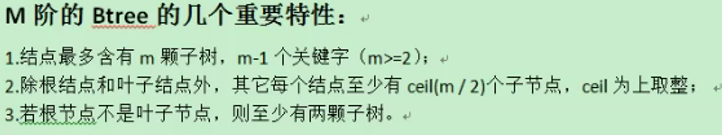 M 阶的 Btree 的几个重要特性：
1.结点最多含有 m 颗子树，m-1 个关键字（m>=2）；
2.除根结点和叶子结点外，其它每个结点至少有 ceil(m / 2)个子节点，ceil 为上取整；
3.若根节点不是叶子节点，则至少有两颗子树。